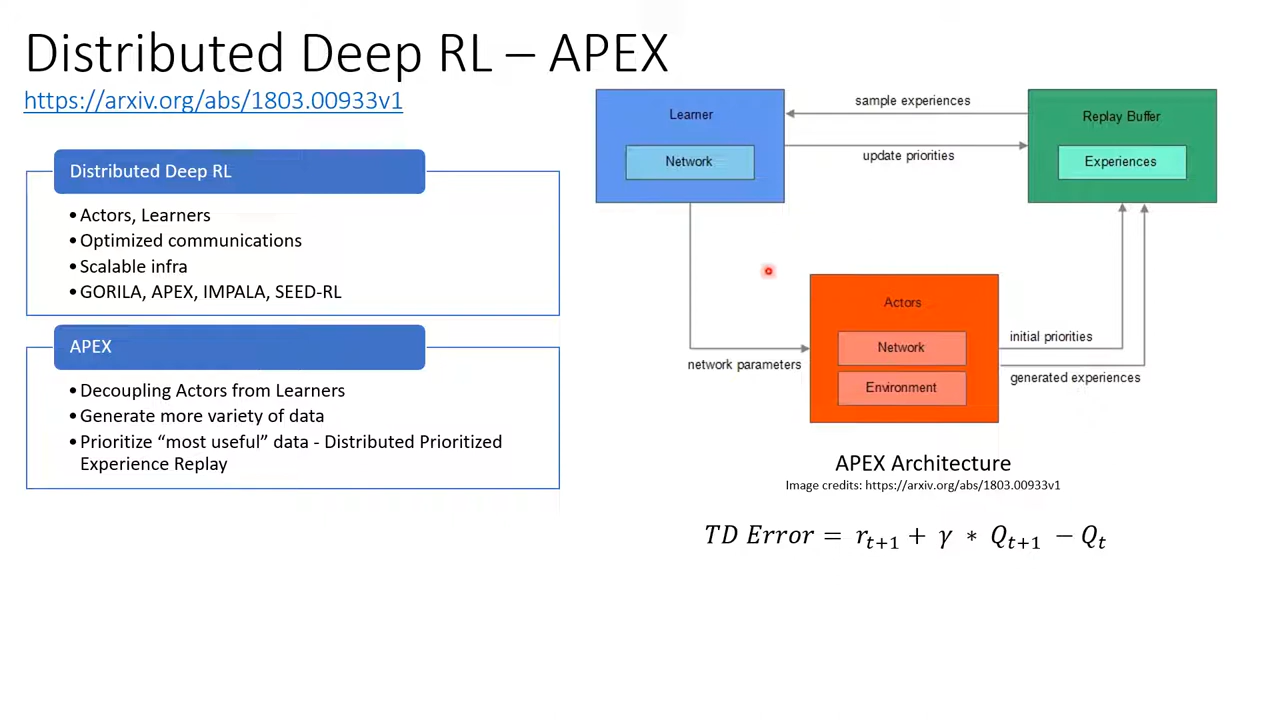 Distributed Deep RL – APEX
https://arxiv.org/abs/1803.00933v1
Distributed Deep RL
•Actors, Learners
•Optimized communications
•Scalable infra
•GORILA, APEX, IMPALA, SEED-RL
APEX
•Decoupling Actors from Learners
•Generate more variety of data
•Prioritize “most useful” data - Distributed Prioritized
Experience Replay
Learner
Network
sample experiences
update priorities
Replay Buffer
Experiences
network parameters
Actors
Network
Environment
initial priorities
generated experiences
APEX Architecture
Image credits: https://arxiv.org/abs/1803.00933v1
TD Error = r_{t+1} + γ * Q_{t+1} − Q_t